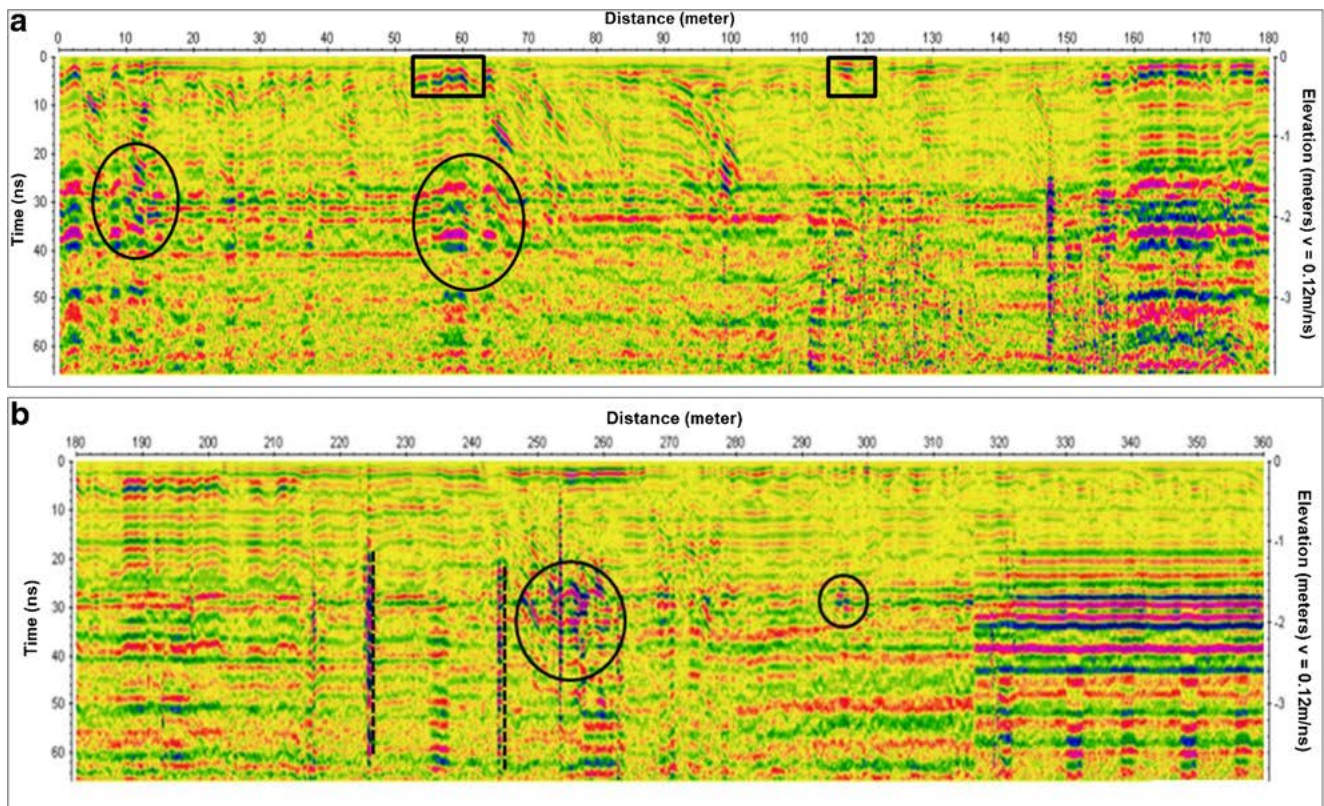 a
Distance (meter)
0 10 20 30 40 50 60 70 80 90 100 110 120 130 140 150 160 170 180
Time (ns)
0
10
20
30
40
50
60
Elevation (meters) v = 0.12m/ns)
0
-1
-2
-3
b
Distance (meter)
180 190 200 210 220 230 240 250 260 270 280 290 300 310 320 330 340 350 360
Time (ns)
0
10
20
30
40
50
60
Elevation (meters) v = 0.12m/ns)
0
-1
-2
-3